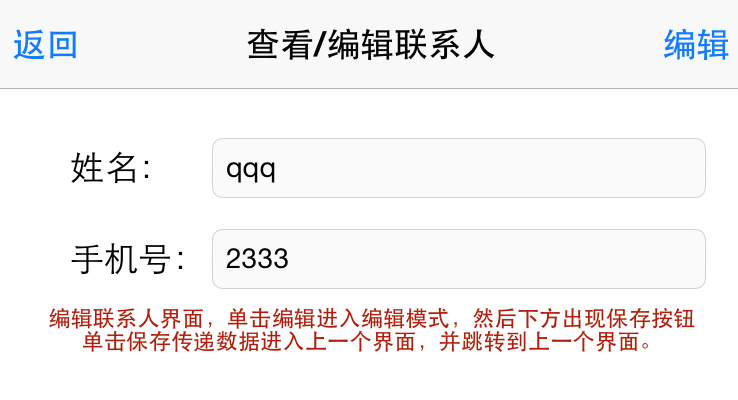 返回 查看/编辑联系人 编辑
姓名: qqq
手机号: 2333
编辑联系人界面，单击编辑进入编辑模式，然后下方出现保存按钮
单击保存传递数据进入上一个界面，并跳转到上一个界面。